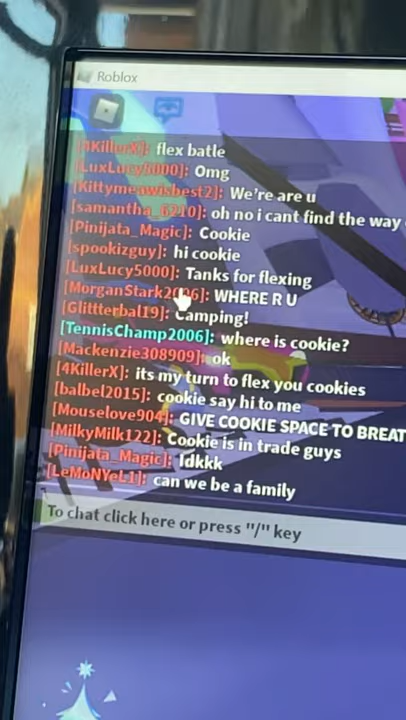 Roblox
[4KillerX]: flex batle
[LuxLucy5000]: Omg
[Kittymeowisbest2]: We're are u
[samantha_6210]: oh no i cant find the way
[Pinijata_Magic]: Cookie
[spookizguy]: hi cookie
[LuxLucy5000]: Tanks for flexing
[MorganStark2006]: WHERE R U
[Glittterbal19]: Camping!
[TennisChamp2006]: where is cookie?
[Mackenzie308909]: ok
[4KillerX]: its my turn to flex you cookies
[balbel2015]: cookie say hi to me
[Mouselove904]: GIVE COOKIE SPACE TO BREAT
[MilkyMilk122]: Cookie is in trade guys
[Pinijata_Magic]: Idkkk
[LeMoNYeL1]: can we be a family
To chat click here or press "/" key